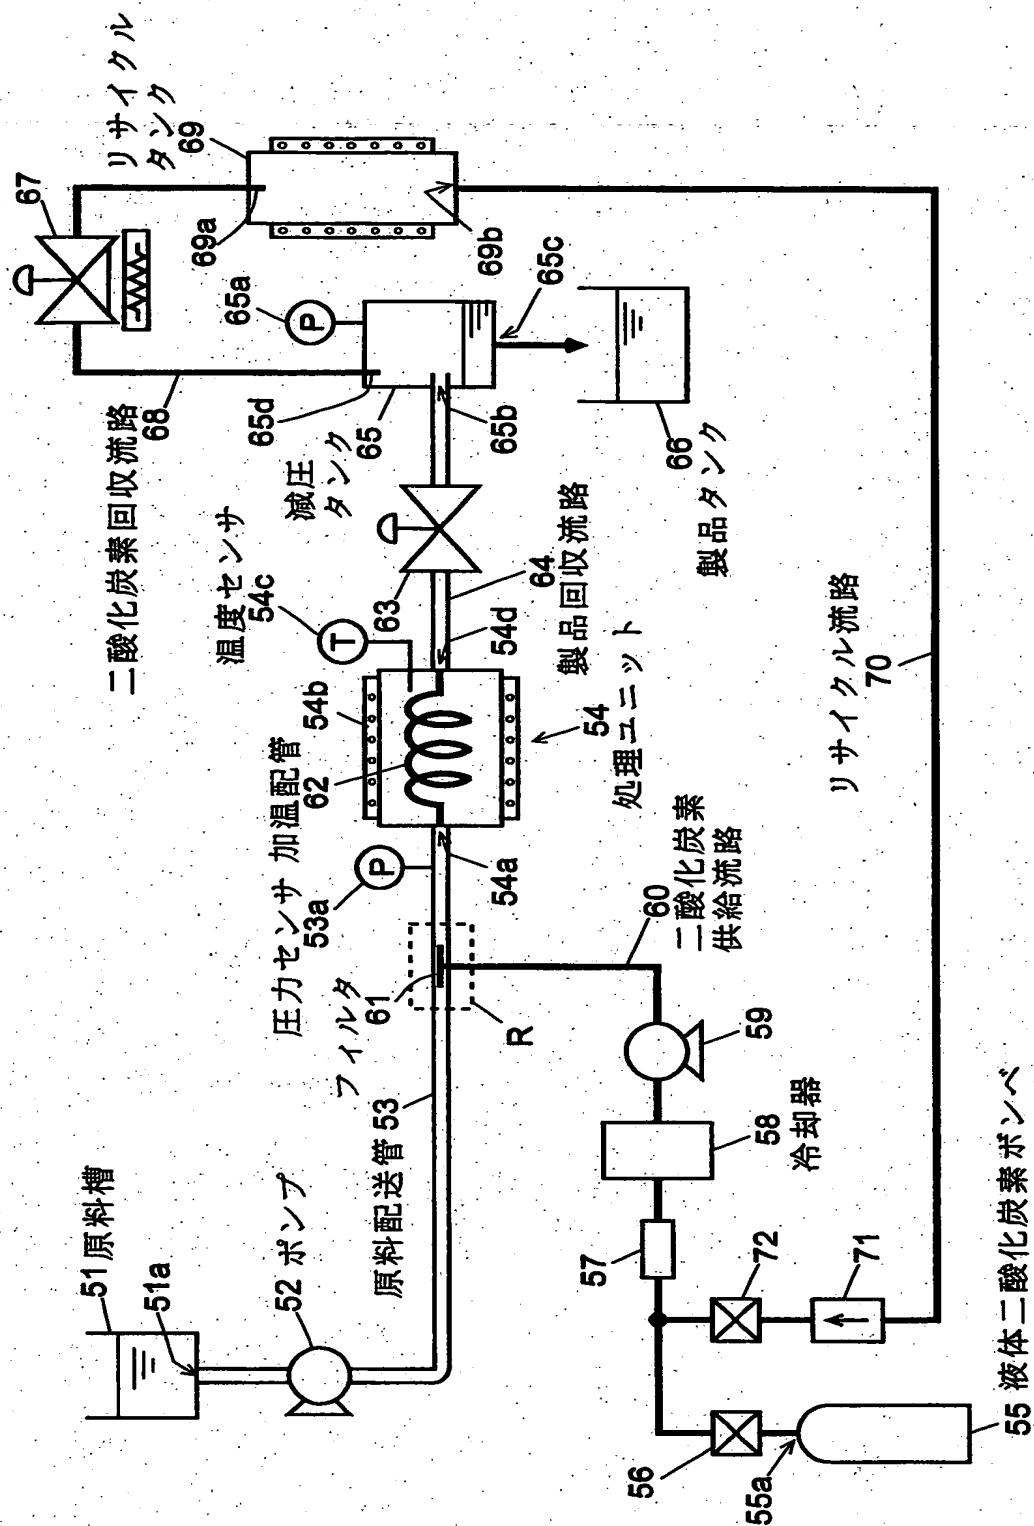 51 原料槽
51a
52 ポンプ
原料配送管 53
フィルタ
61
R
圧力センサ
53a
P
加温配管
62
54a
54b
54
処理ユニット
温度センサ
54c
T
54d
63
64
製品回収流路
二酸化炭素回収流路
68
減圧
タンク
65
65a
P
65b
65c
65d
66
製品タンク
67
リサイクル
タンク
69
69a
69b
リサイクル流路
70
60
二酸化炭素
供給流路
59
58
冷却器
57
72
71
56
55a
55 液体二酸化炭素ボンベ